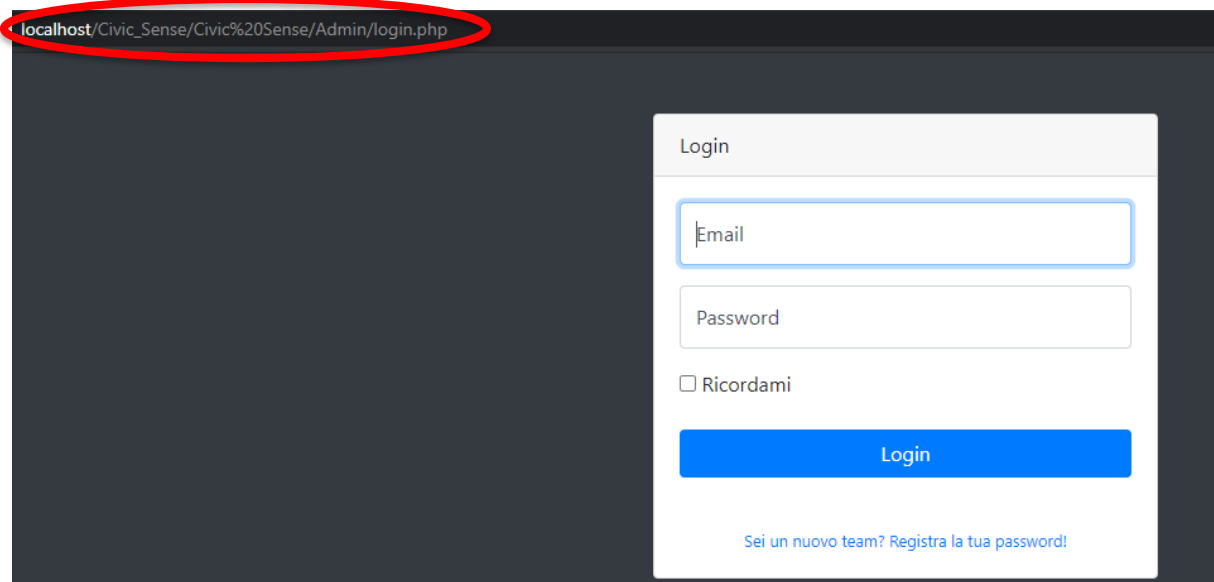 localhost/Civic_Sense/Civic%20Sense/Admin/login.php
Login
Email
Password
Ricordami
Login
Sei un nuovo team? Registra la tua password!